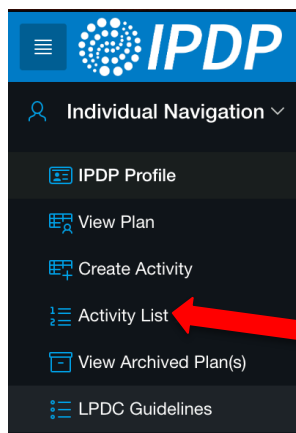 IPDP
Individual Navigation
IPDP Profile
View Plan
Create Activity
Activity List
View Archived Plan(s)
LPDC Guidelines